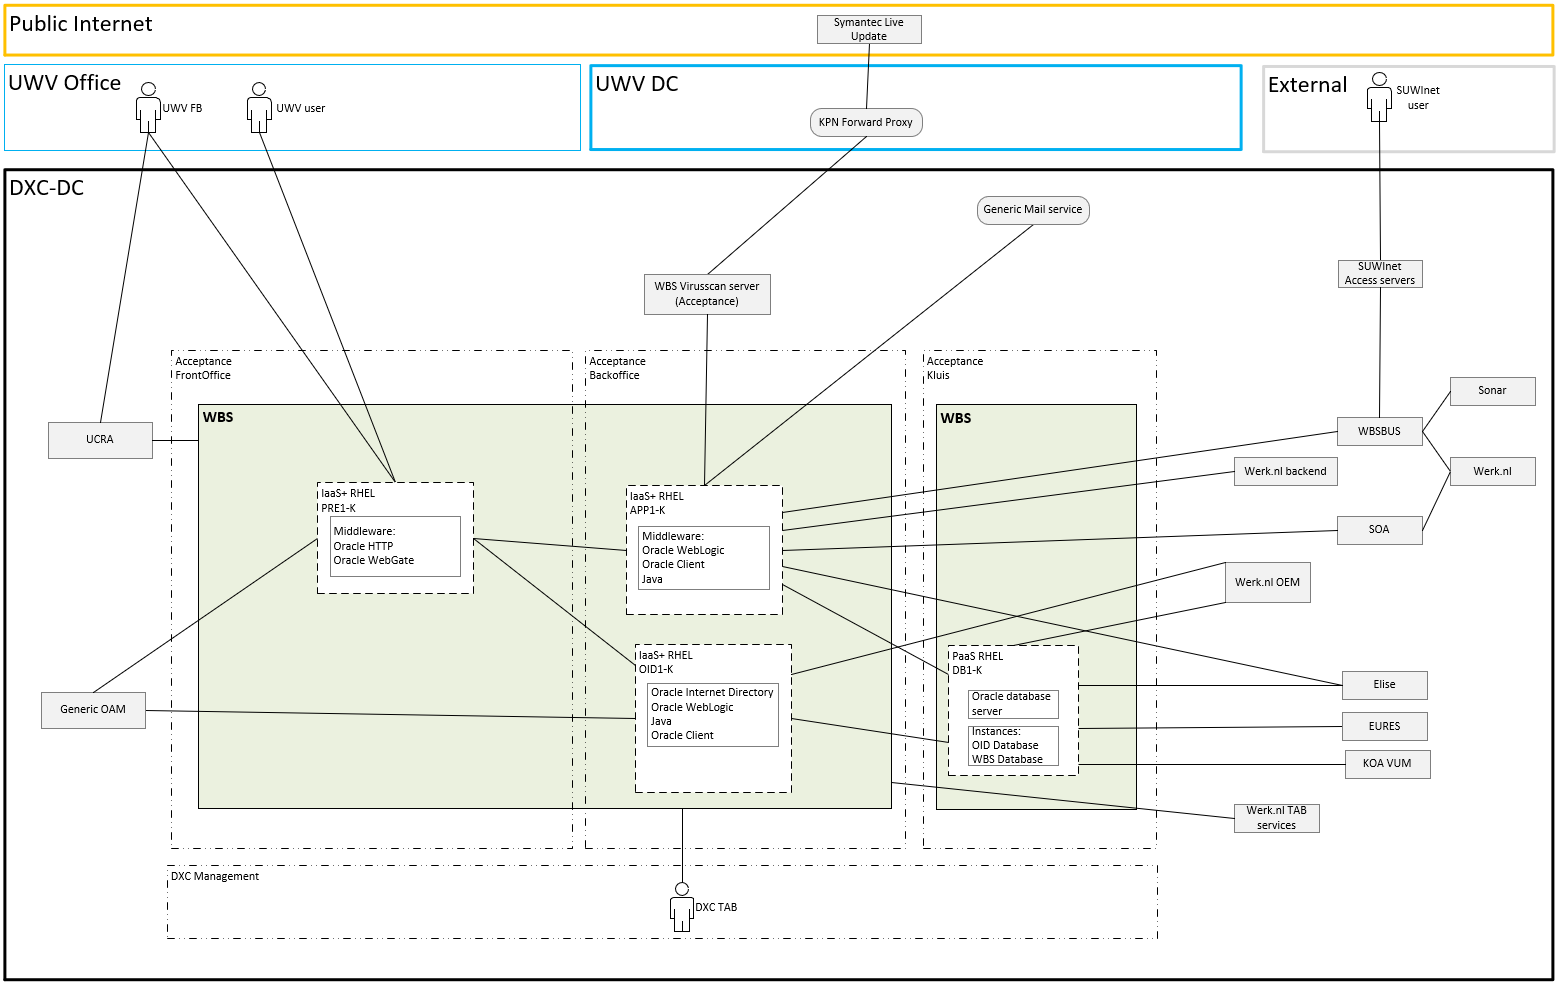 Public Internet
Symantec Live
Update
UWV Office
UWV FB
UWV user
UWV DC
KPN Forward Proxy
External
SUWInet
user
DXC-DC
Generic Mail service
WBS Virusscan server
(Acceptance)
SUWInet
Access servers
Acceptance
FrontOffice
Acceptance
Backoffice
Acceptance
Kluis
WBS
WBS
UCRA
Sonar
WBSBUS
Werk.nl backend
Werk.nl
SOA
IaaS+ RHEL
PRE1-K
Middleware:
Oracle HTTP
Oracle WebGate
IaaS+ RHEL
APP1-K
Middleware:
Oracle WebLogic
Oracle Client
Java
Werk.nl OEM
IaaS+ RHEL
OID1-K
Oracle Internet Directory
Oracle WebLogic
Java
Oracle Client
PaaS RHEL
DB1-K
Oracle database
server
Instances:
OID Database
WBS Database
Generic OAM
Elise
EURES
KOA VUM
Werk.nl TAB
services
DXC Management
DXC TAB